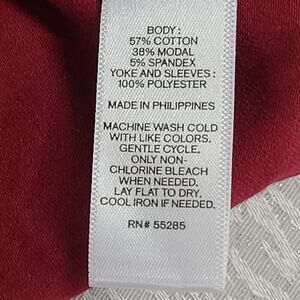 BODY:
57% COTTON
38% MODAL
5% SPANDEX
YOKE AND SLEEVES:
100% POLYESTER
MADE IN PHILIPPINES
MACHINE WASH COLD
WITH LIKE COLORS.
GENTLE CYCLE.
ONLY NON-
CHLORINE BLEACH
WHEN NEEDED.
LAY FLAT TO DRY.
COOL IRON IF NEEDED.
RN# 55285